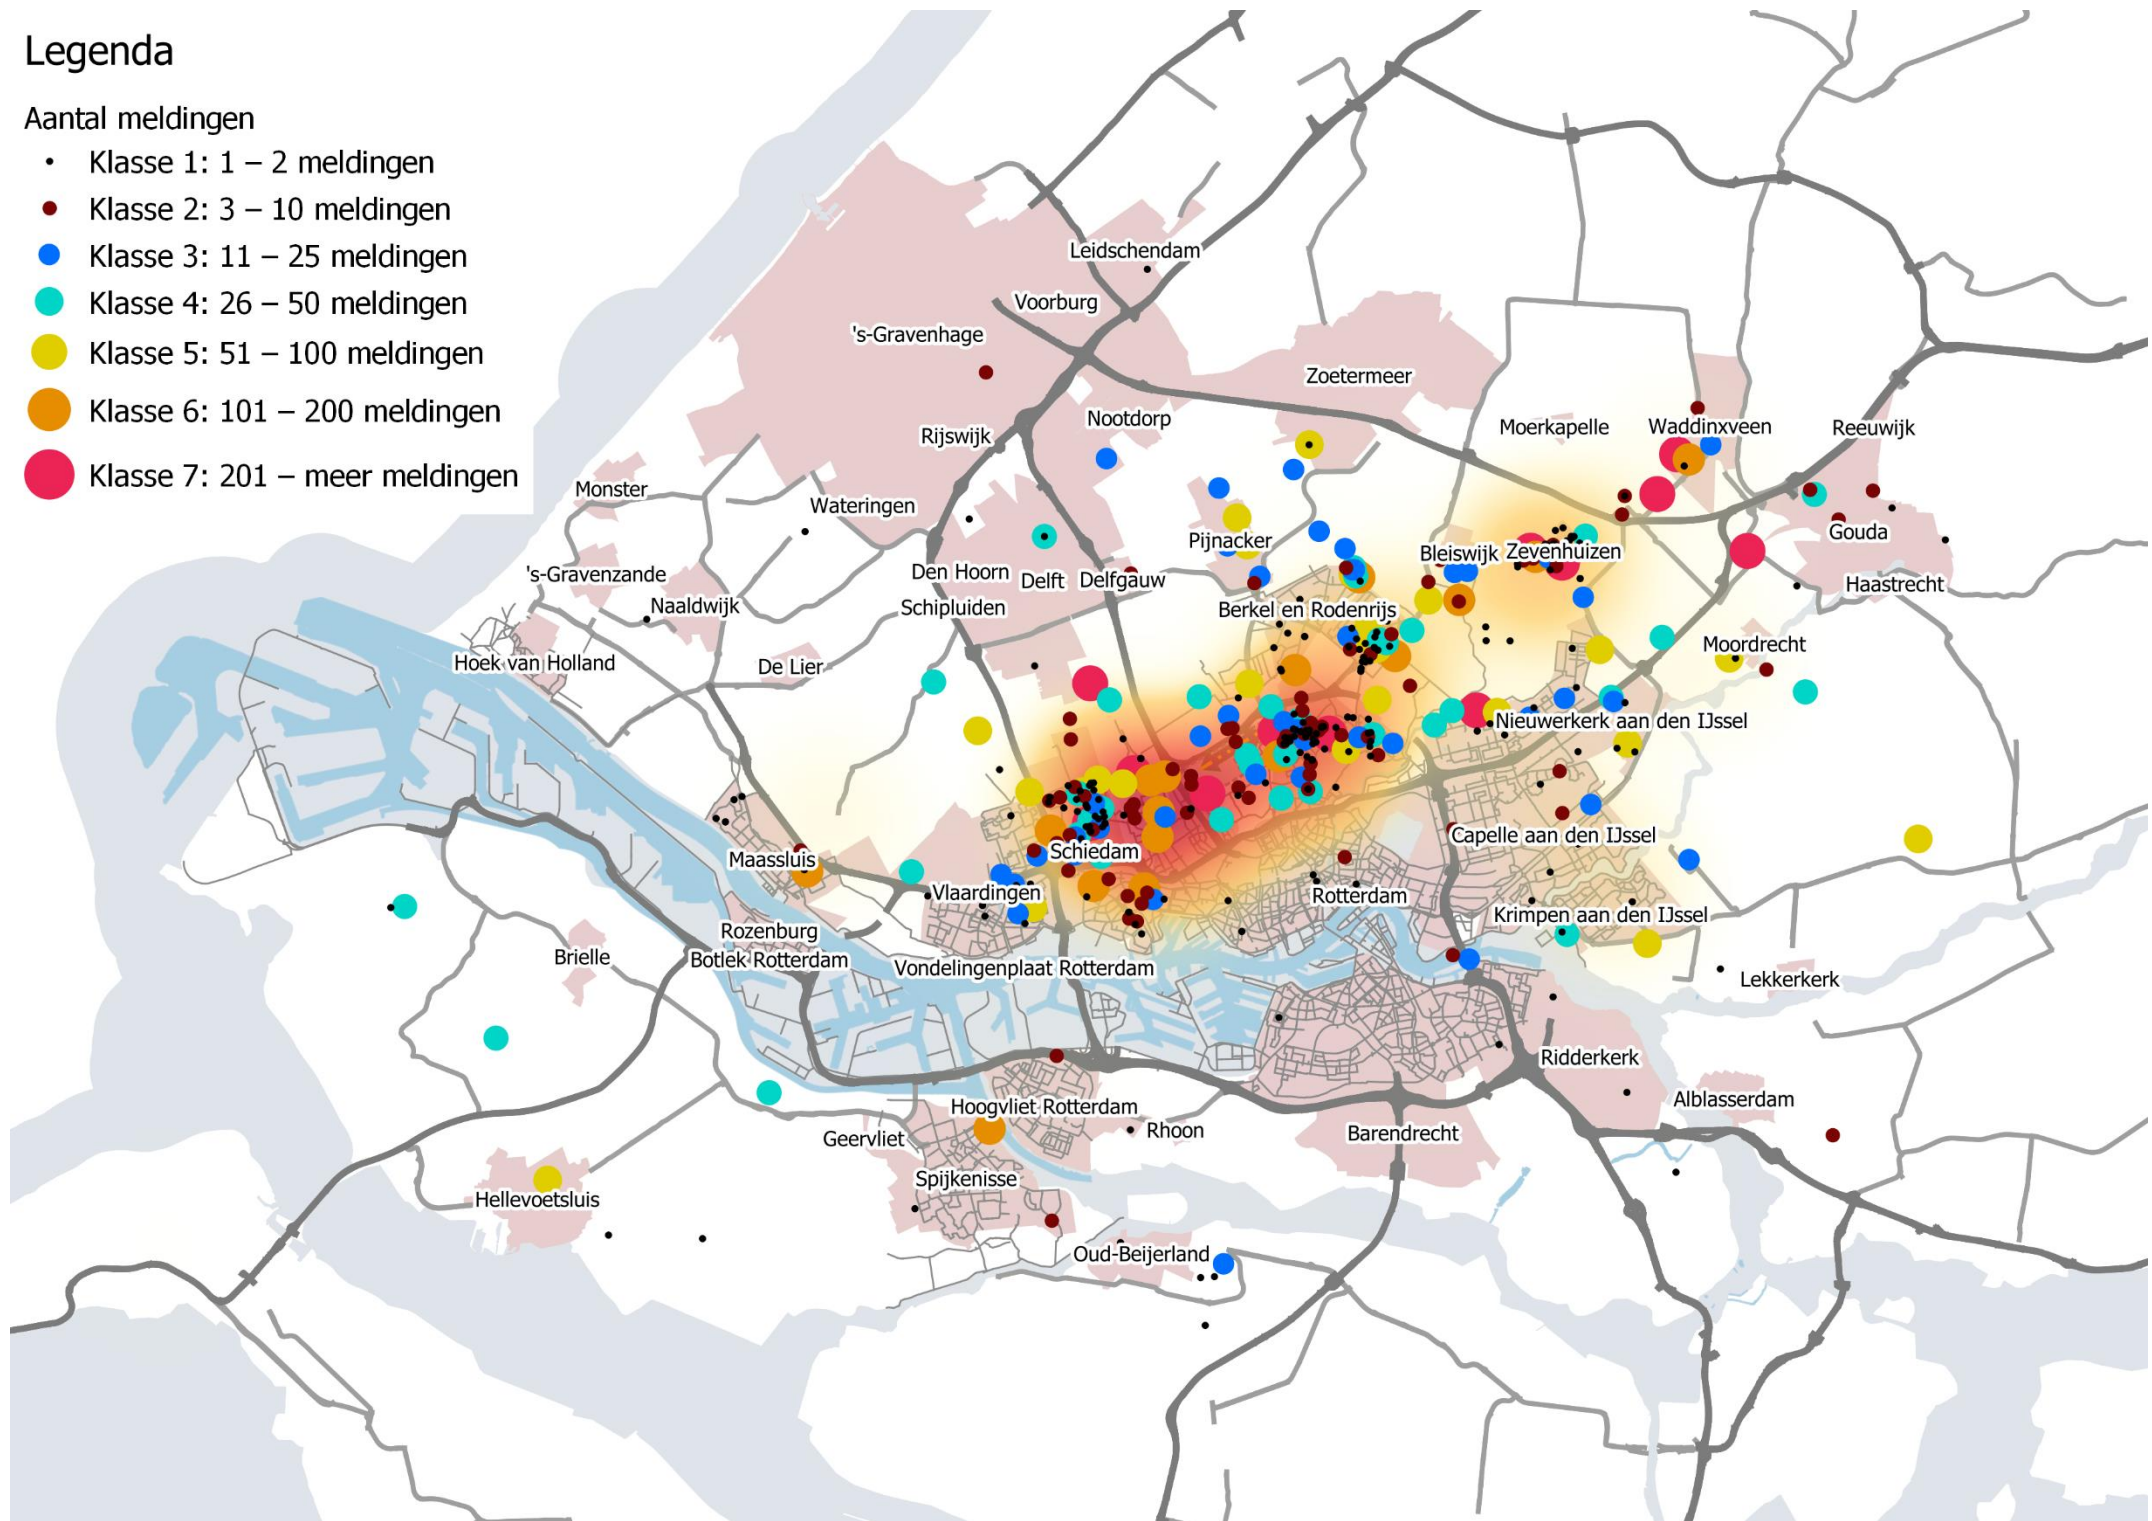 Legenda
Aantal meldingen
Klasse 1: 1 – 2 meldingen
Klasse 2: 3 – 10 meldingen
Klasse 3: 11 – 25 meldingen
Klasse 4: 26 – 50 meldingen
Klasse 5: 51 – 100 meldingen
Klasse 6: 101 – 200 meldingen
Klasse 7: 201 – meer meldingen
Leidschendam
Voorburg
's-Gravenhage
Zoetermeer
Nootdorp
Rijswijk
Moerkapelle
Waddinxveen
Reeuwijk
Monster
Wateringen
Pijnacker
Bleiswijk
Zevenhuizen
Gouda
's-Gravenzande
Den Hoorn
Delft
Delfgauw
Haastrecht
Naaldwijk
Schipluiden
Berkel en Rodenrijs
Hoek van Holland
De Lier
Moordrecht
Nieuwerkerk aan den IJssel
Capelle aan den IJssel
Maassluis
Schiedam
Vlaardingen
Rotterdam
Krimpen aan den IJssel
Rozenburg
Brielle
Botlek Rotterdam
Vondelingenplaat Rotterdam
Lekkerkerk
Ridderkerk
Hoogvliet Rotterdam
Alblasserdam
Geervliet
Rhoon
Barendrecht
Spijkenisse
Hellevoetsluis
Oud-Beijerland